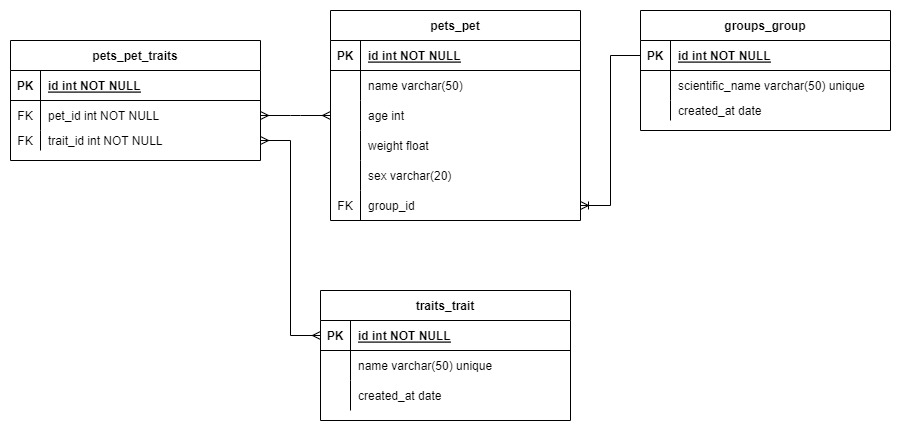 pets_pet_traits
PK id int NOT NULL
FK pet_id int NOT NULL
FK trait_id int NOT NULL
pets_pet
PK id int NOT NULL
name varchar(50)
age int
weight float
sex varchar(20)
FK group_id
groups_group
PK id int NOT NULL
scientific_name varchar(50) unique
created_at date
traits_trait
PK id int NOT NULL
name varchar(50) unique
created_at date